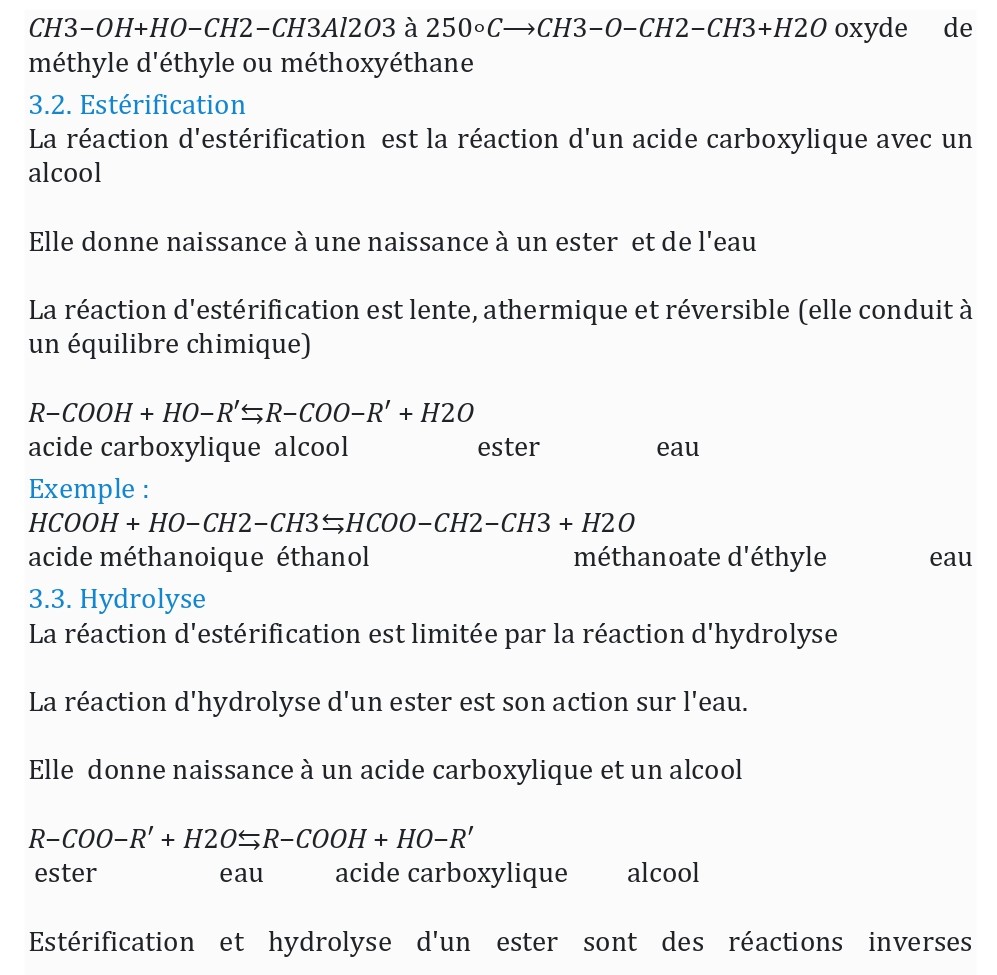 CH3−OH+HO−CH2−CH3Al2O3 à 250∘C⟶CH3−O−CH2−CH3+H2O oxyde de
méthyle d'éthyle ou méthoxyéthane
3.2. Estérification
La réaction d'estérification est la réaction d'un acide carboxylique avec un
alcool
Elle donne naissance à une naissance à un ester et de l'eau
La réaction d'estérification est lente, athermique et réversible (elle conduit à
un équilibre chimique)
R−COOH + HO−R′⇆R−COO−R′ + H2O
acide carboxylique alcool ester eau
Exemple :
HCOOH + HO−CH2−CH3⇆HCOO−CH2−CH3 + H2O
acide méthanoique éthanol méthanoate d'éthyle eau
3.3. Hydrolyse
La réaction d'estérification est limitée par la réaction d'hydrolyse
La réaction d'hydrolyse d'un ester est son action sur l'eau.
Elle donne naissance à un acide carboxylique et un alcool
R−COO−R′ + H2O⇆R−COOH + HO−R′
ester eau acide carboxylique alcool
Estérification et hydrolyse d'un ester sont des réactions inverses